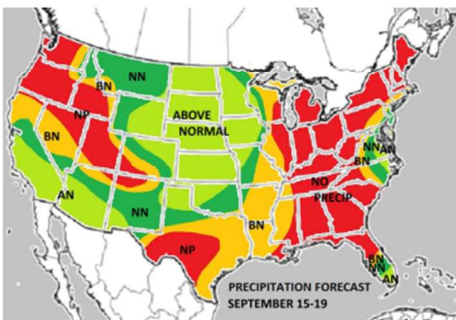 NN
BN
NP
ABOVE
NORMAL
BN
AN
NN
NP
BN
NO
PRECIP
NN
AN
BN
BN
NN
AN
PRECIPITATION FORECAST
SEPTEMBER 15-19